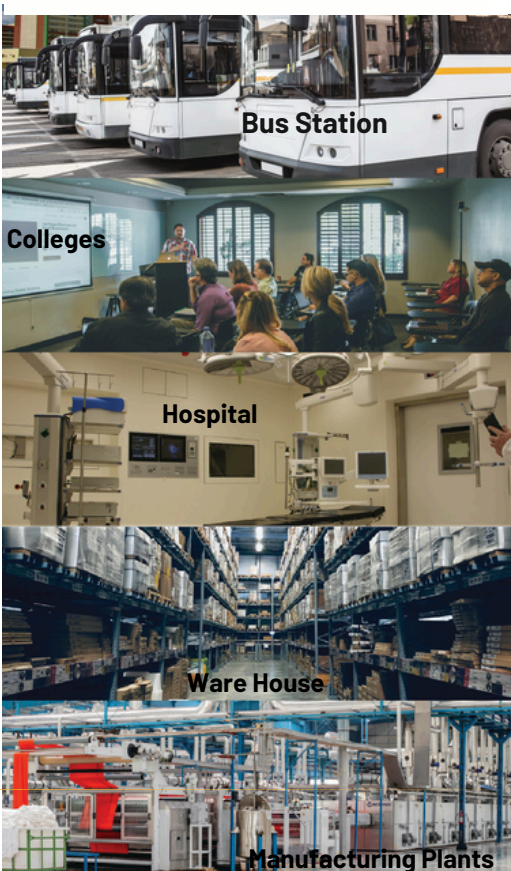 Bus Station
Colleges
Hospital
Ware House
Manufacturing Plants